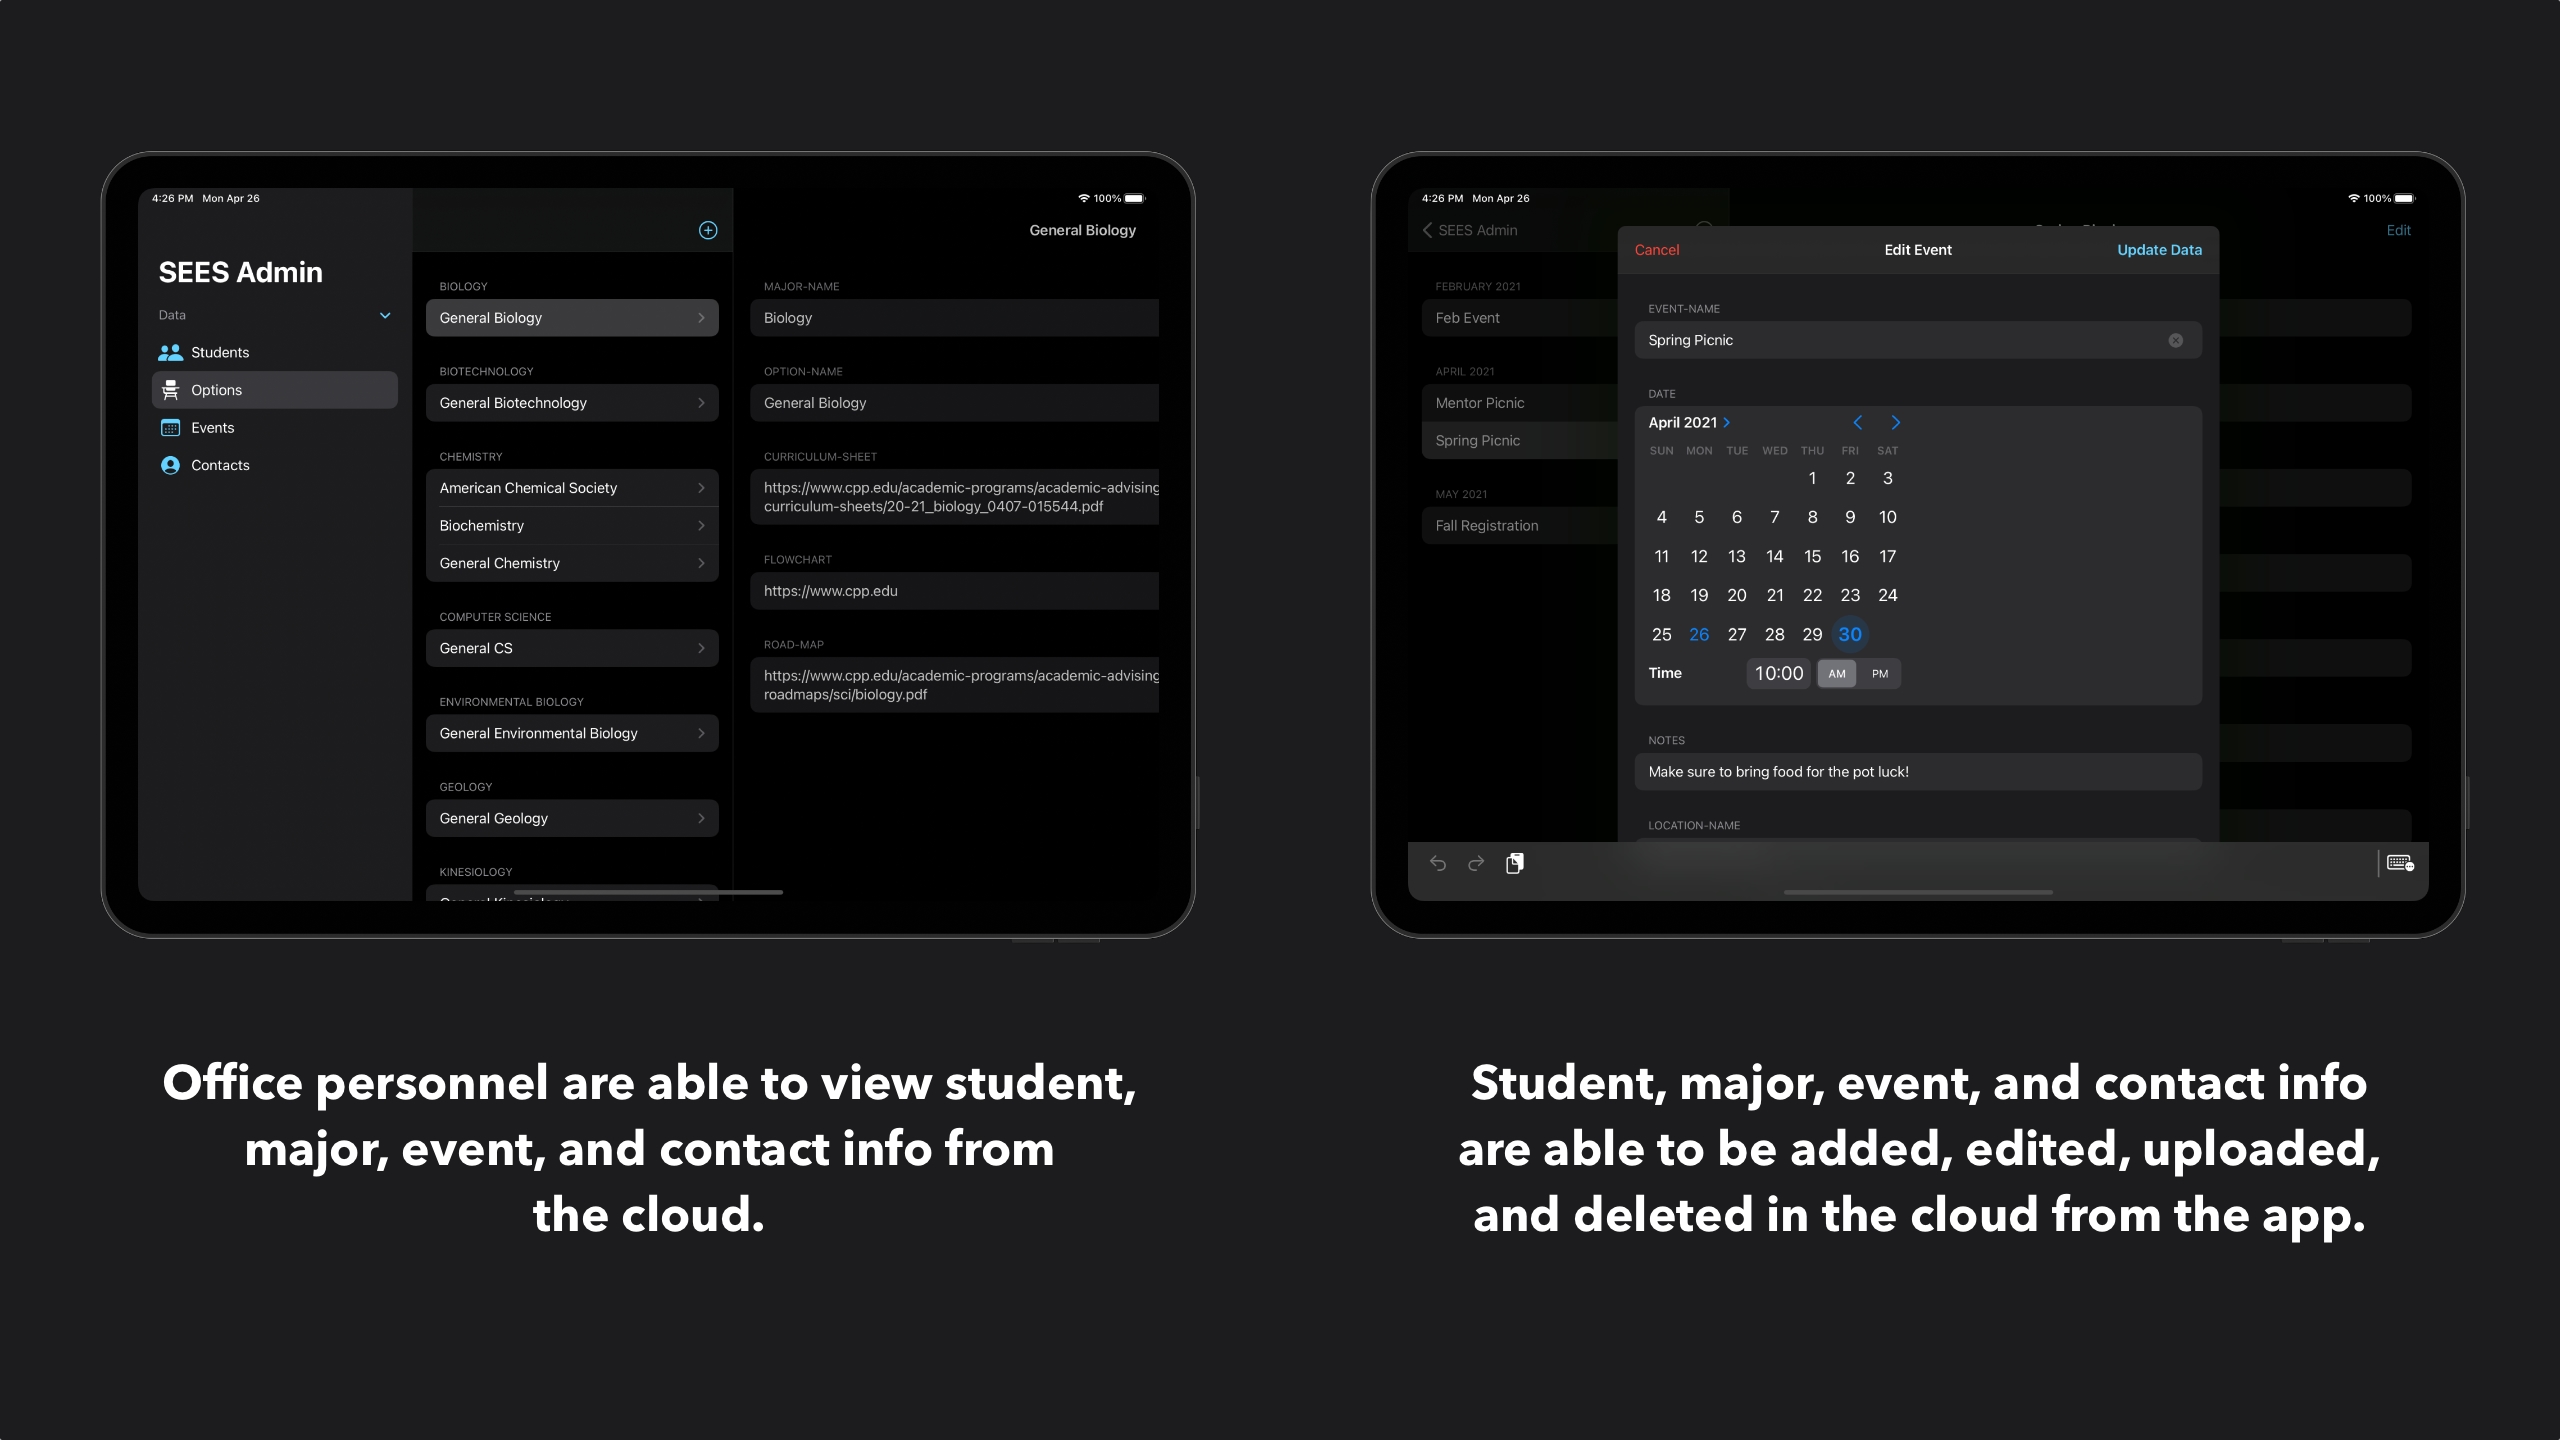 4:26 PM Mon Apr 26
100%
General Biology
SEES Admin
Data
Students
Options
Events
Contacts
BIOLOGY
General Biology
BIOTECHNOLOGY
General Biotechnology
CHEMISTRY
American Chemical Society
Biochemistry
General Chemistry
COMPUTER SCIENCE
General CS
ENVIRONMENTAL BIOLOGY
General Environmental Biology
GEOLOGY
General Geology
KINESIOLOGY
MAJOR-NAME
Biology
OPTION-NAME
General Biology
CURRICULUM-SHEET
https://www.cpp.edu/academic-programs/academic-advising
curriculum-sheets/20-21_biology_0407-015544.pdf
FLOWCHART
https://www.cpp.edu
ROAD-MAP
https://www.cpp.edu/academic-programs/academic-advising
roadmaps/sci/biology.pdf
4:26 PM Mon Apr 26
100%
SEES Admin
Edit
FEBRUARY 2021
Feb Event
APRIL 2021
Mentor Picnic
Spring Picnic
MAY 2021
Fall Registration
Cancel
Edit Event
Update Data
EVENT-NAME
Spring Picnic
DATE
April 2021
SUN MON TUE WED THU FRI SAT
1 2 3
4 5 6 7 8 9 10
11 12 13 14 15 16 17
18 19 20 21 22 23 24
25 26 27 28 29 30
Time 10:00 AM PM
NOTES
Make sure to bring food for the pot luck!
LOCATION-NAME
Office personnel are able to view student,
major, event, and contact info from
the cloud.
Student, major, event, and contact info
are able to be added, edited, uploaded,
and deleted in the cloud from the app.